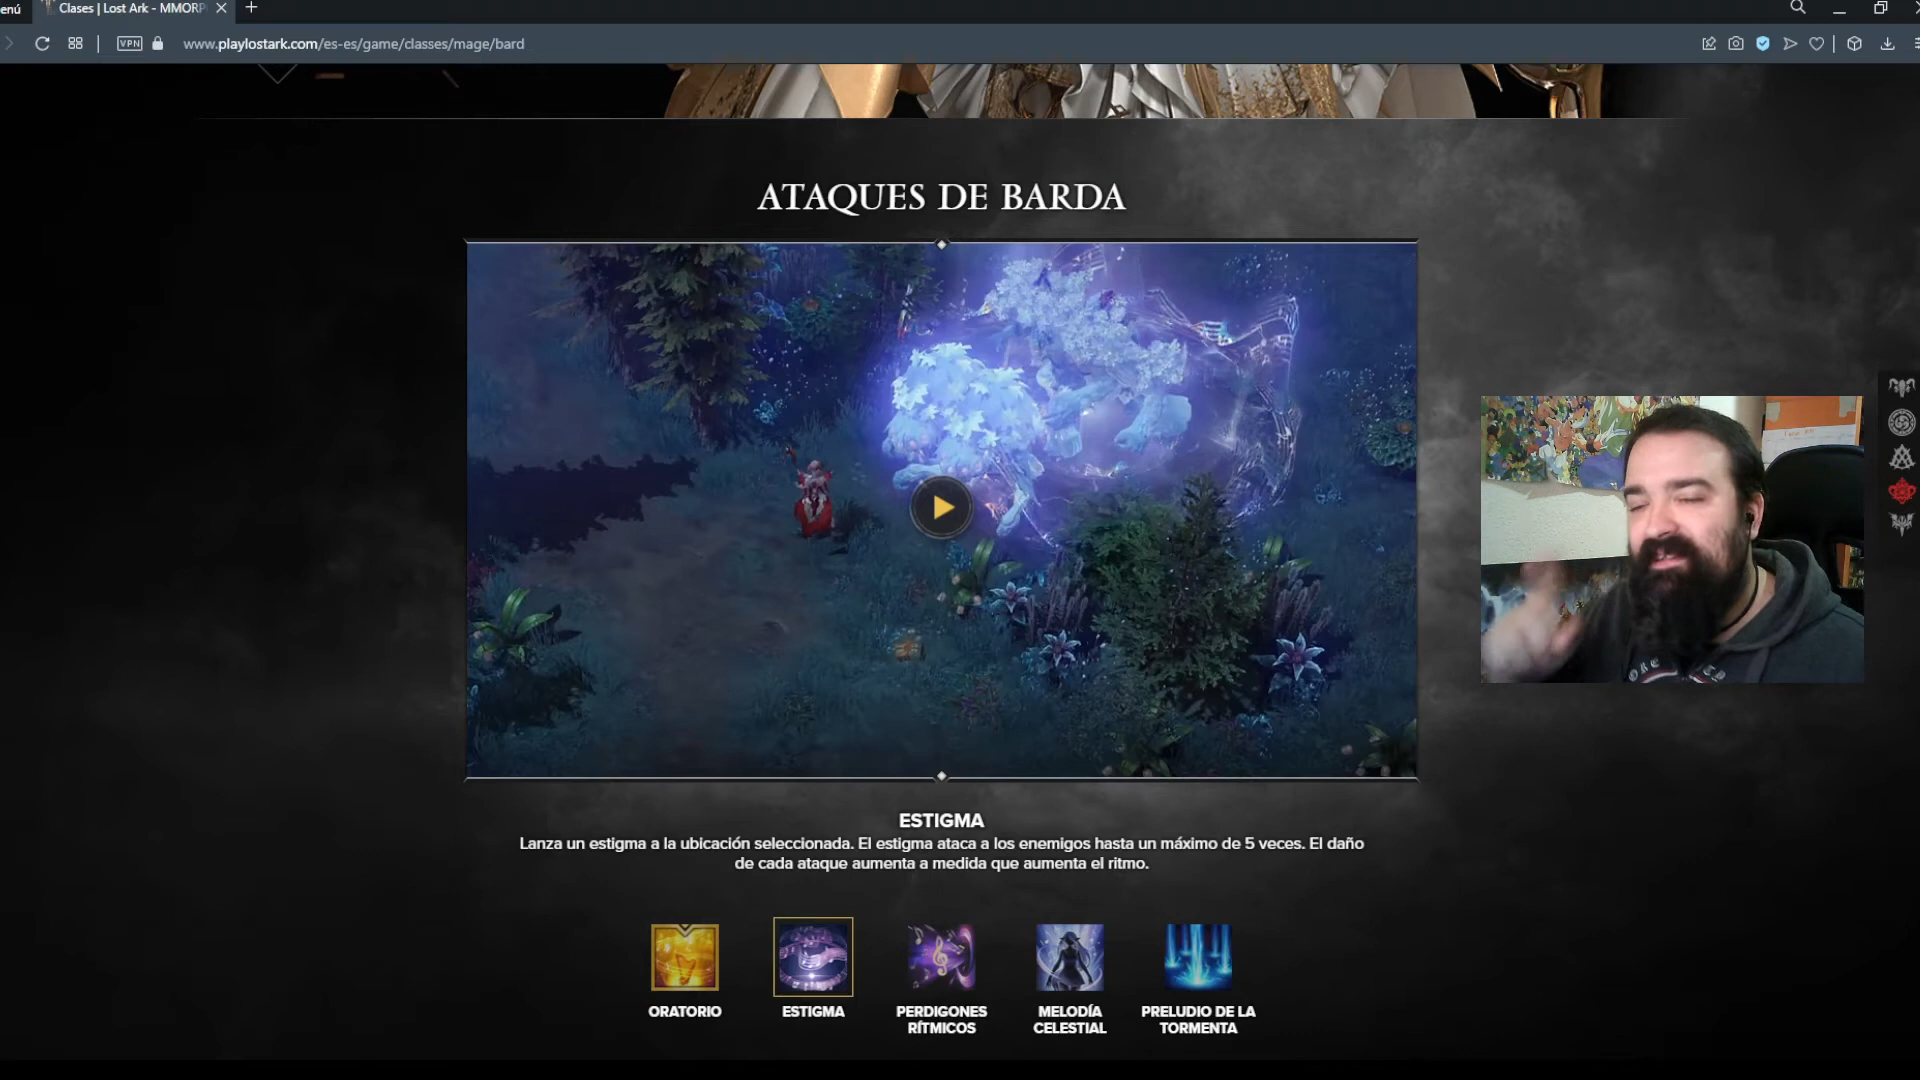 enú
Clases | Lost Ark - MMORP
VPN
www.playlostark.com/es-es/game/classes/mage/bard
ATAQUES DE BARDA
ESTIGMA
Lanza un estigma a la ubicación seleccionada. El estigma ataca a los enemigos hasta un máximo de 5 veces. El daño
de cada ataque aumenta a medida que aumenta el ritmo.
ORATORIO
ESTIGMA
PERDIGONES
RÍTMICOS
MELODÍA
CELESTIAL
PRELUDIO DE LA
TORMENTA